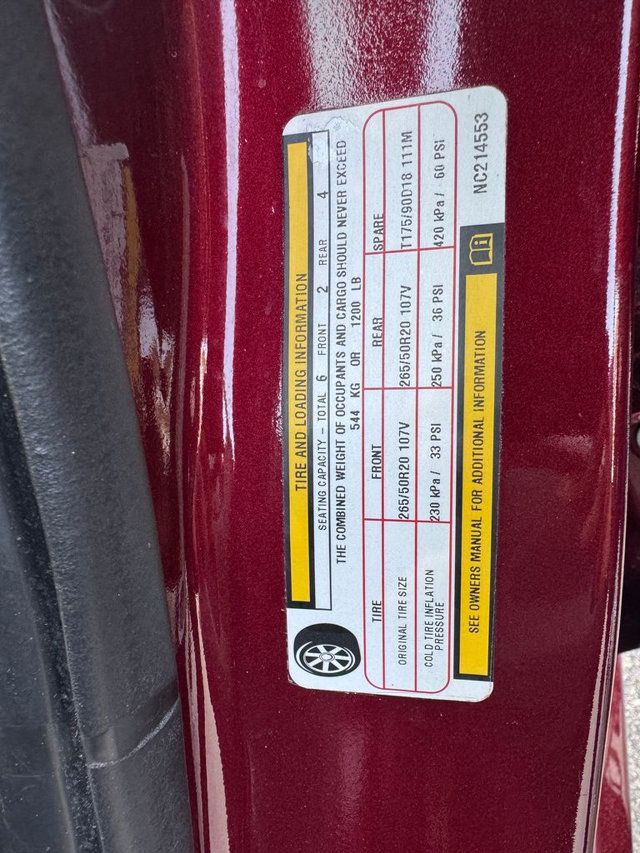 TIRE AND LOADING INFORMATION
SEATING CAPACITY – TOTAL 6 FRONT 2 REAR 4
THE COMBINED WEIGHT OF OCCUPANTS AND CARGO SHOULD NEVER EXCEED
544 KG OR 1200 LB
TIRE FRONT REAR SPARE
ORIGINAL TIRE SIZE 265/50R20 107V 265/50R20 107V T175/90D18 111M
COLD TIRE INFLATION
PRESSURE 230 kPa / 33 PSI 250 kPa / 36 PSI 420 kPa / 60 PSI
SEE OWNERS MANUAL FOR ADDITIONAL INFORMATION
NC214553